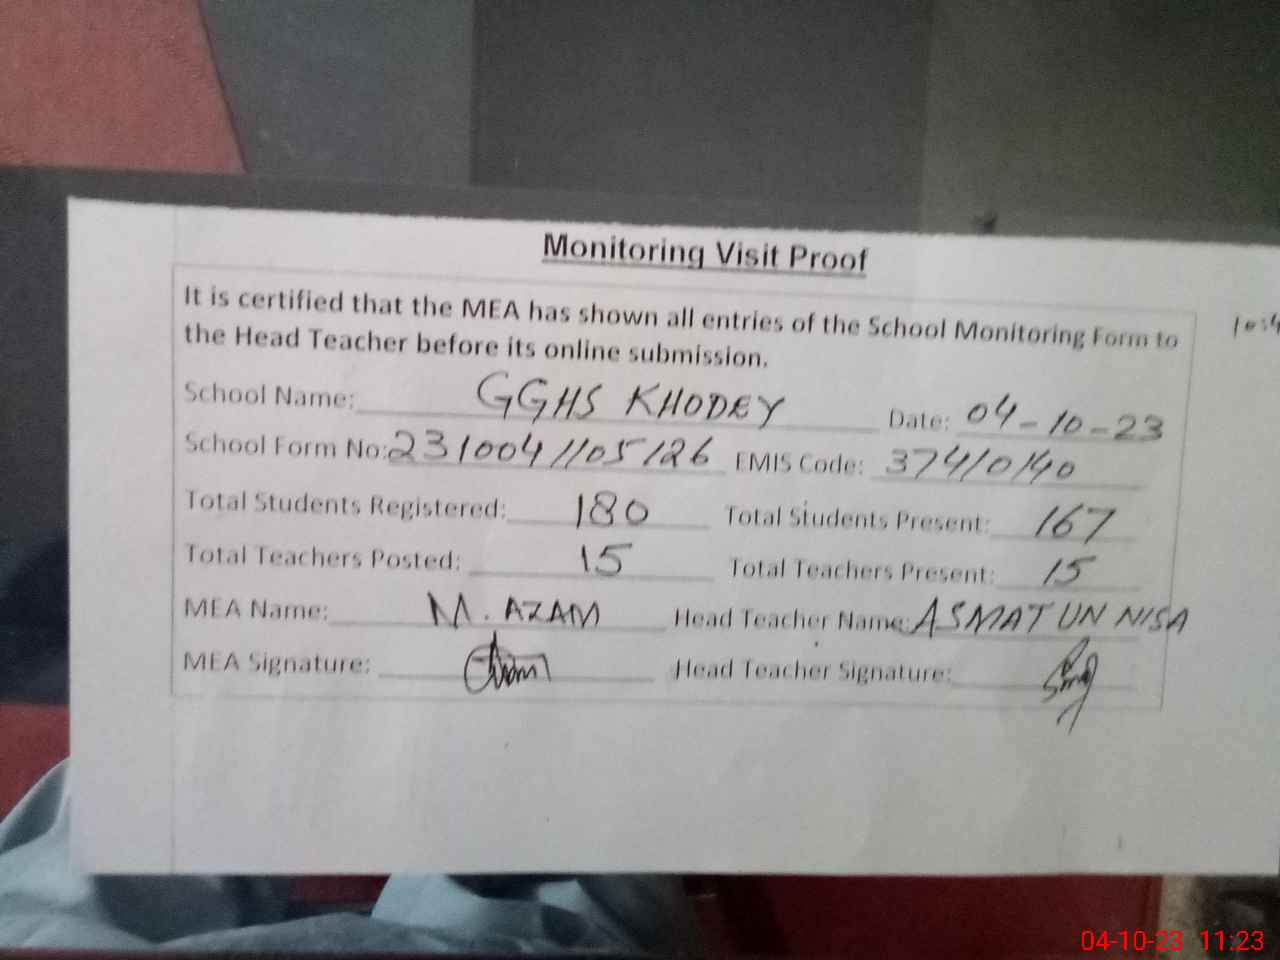 Monitoring Visit Proof
It is certified that the MEA has shown all entries of the School Monitoring Form to
the Head Teacher before its online submission.
School Name: GGHS KHODEY Date: 04-10-23
School Form No: 2310041105126 EMIS Code: 37410140
Total Students Registered: 180 Total Students Present: 167
Total Teachers Posted: 15 Total Teachers Present: 15
MEA Name: M. AZAM Head Teacher Name: ASMAT UN NISA
MEA Signature: Head Teacher Signature:
04-10-23 11:23